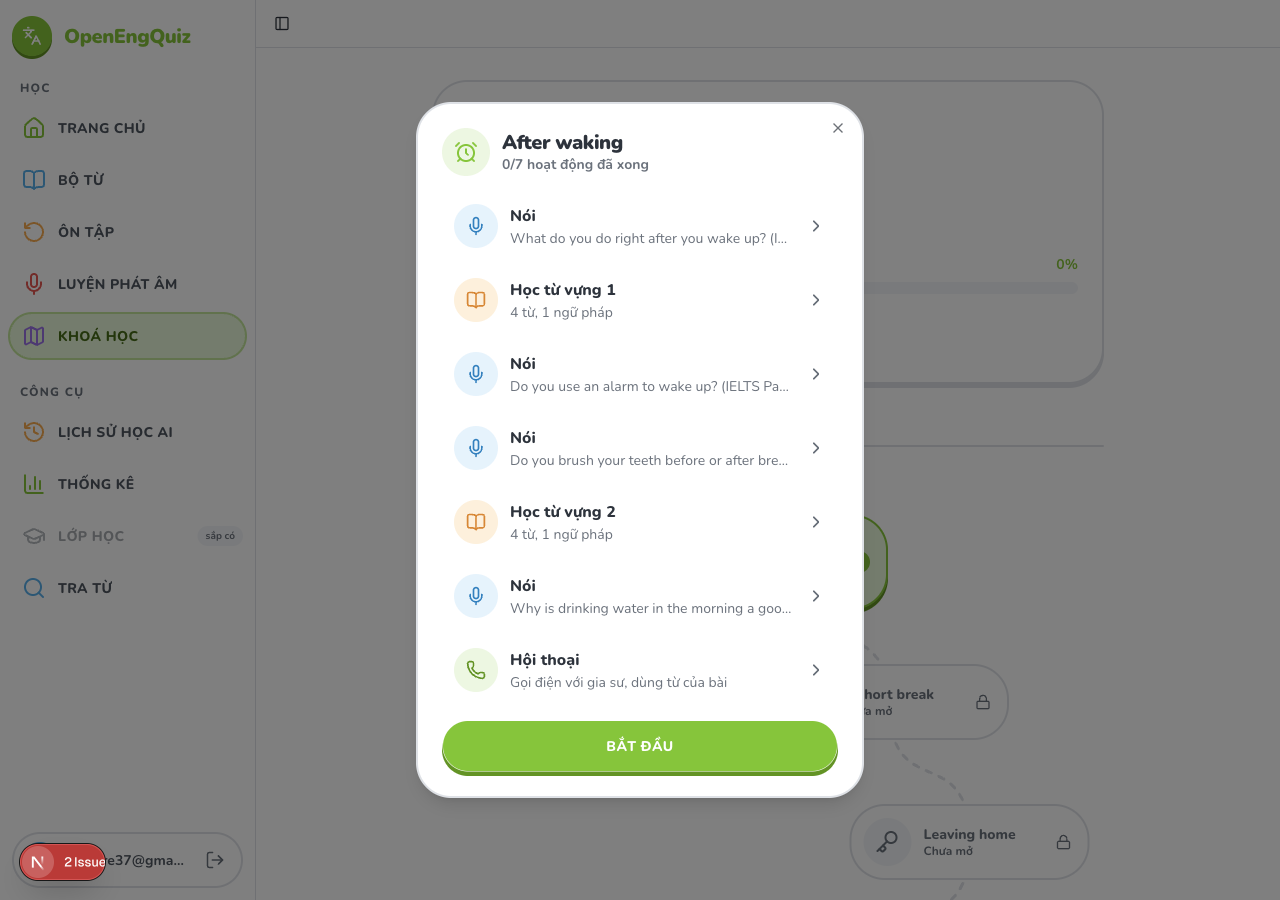 OpenEngQuiz
HỌC
TRANG CHỦ
BỘ TỪ
ÔN TẬP
LUYỆN PHÁT ÂM
KHOÁ HỌC
CÔNG CỤ
LỊCH SỬ HỌC AI
THỐNG KÊ
LỚP HỌC
sắp có
TRA TỪ
2 Issue
e37@gma...
After waking
0/7 hoạt động đã xong
Nói
What do you do right after you wake up? (I...
Học từ vựng 1
4 từ, 1 ngữ pháp
Nói
Do you use an alarm to wake up? (IELTS Pa...
Nói
Do you brush your teeth before or after bre...
Học từ vựng 2
4 từ, 1 ngữ pháp
Nói
Why is drinking water in the morning a goo...
Hội thoại
Gọi điện với gia sư, dùng từ của bài
BẮT ĐẦU
0%
hort break
a mở
Leaving home
Chưa mở